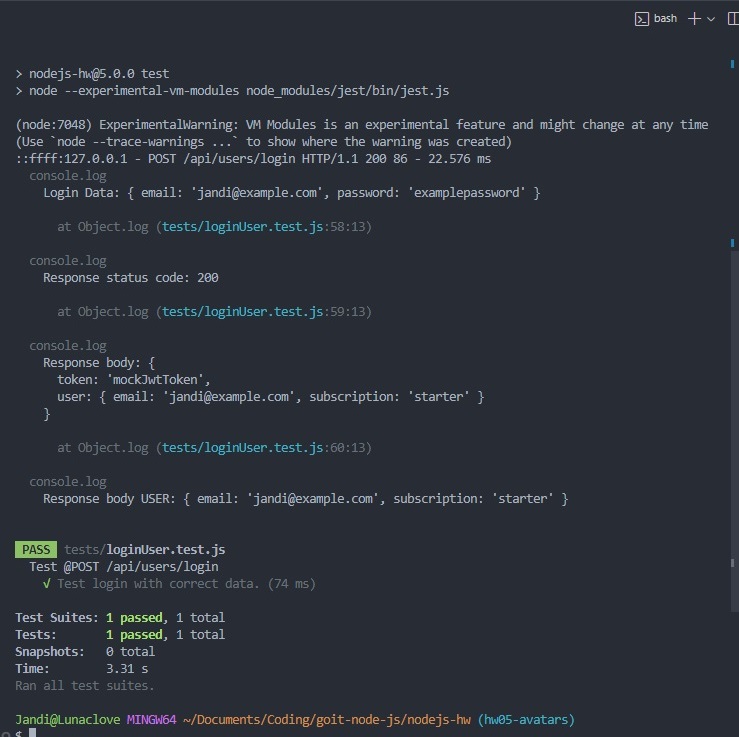 bash
> nodejs-hw@5.0.0 test
> node --experimental-vm-modules node_modules/jest/bin/jest.js
(node:7048) ExperimentalWarning: VM Modules is an experimental feature and might change at any time
(Use `node --trace-warnings ...` to show where the warning was created)
::ffff:127.0.0.1 - POST /api/users/login HTTP/1.1 200 86 - 22.576 ms
console.log
Login Data: { email: 'jandi@example.com', password: 'examplepassword' }
at Object.log (tests/loginUser.test.js:58:13)
console.log
Response status code: 200
at Object.log (tests/loginUser.test.js:59:13)
console.log
Response body: {
token: 'mockJwtToken',
user: { email: 'jandi@example.com', subscription: 'starter' }
}
at Object.log (tests/loginUser.test.js:60:13)
console.log
Response body USER: { email: 'jandi@example.com', subscription: 'starter' }
PASS tests/loginUser.test.js
Test @POST /api/users/login
√ Test login with correct data. (74 ms)
Test Suites: 1 passed, 1 total
Tests: 1 passed, 1 total
Snapshots: 0 total
Time: 3.31 s
Ran all test suites.
Jandi@Lunaclove MINGW64 ~/Documents/Coding/goit-node-js/nodejs-hw (hw05-avatars)
$